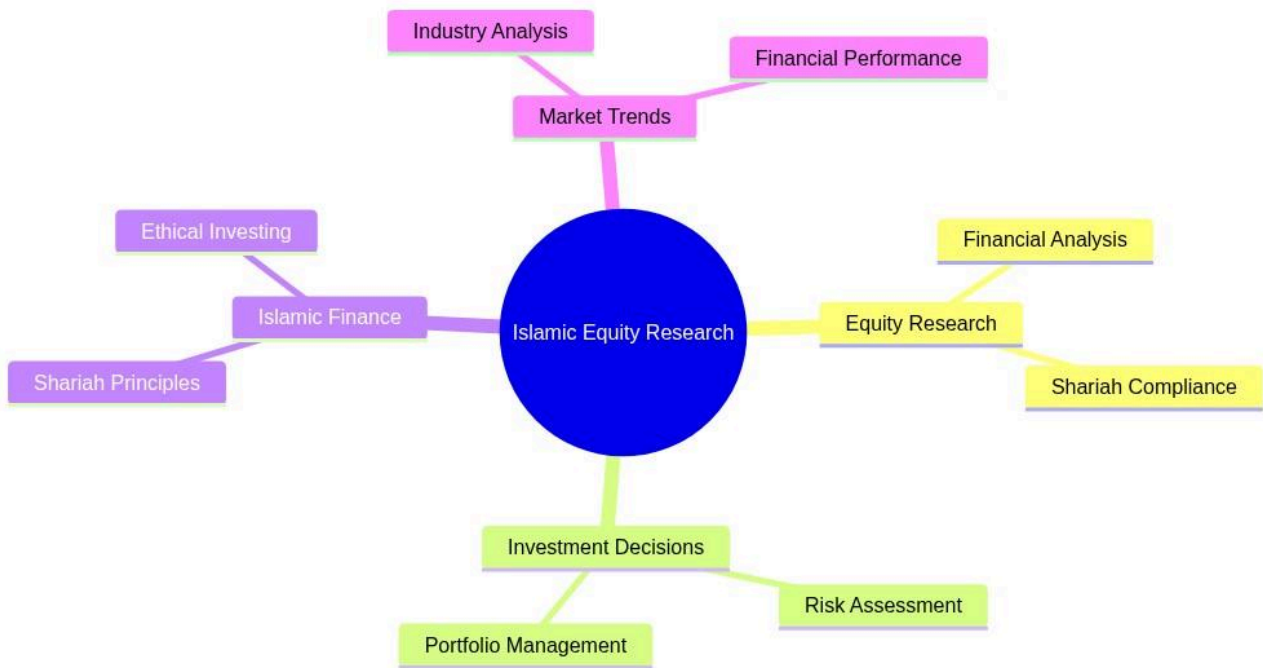 Industry Analysis
Financial Performance
Market Trends
Ethical Investing
Financial Analysis
Islamic Finance
Islamic Equity Research
Equity Research
Shariah Principles
Shariah Compliance
Investment Decisions
Risk Assessment
Portfolio Management